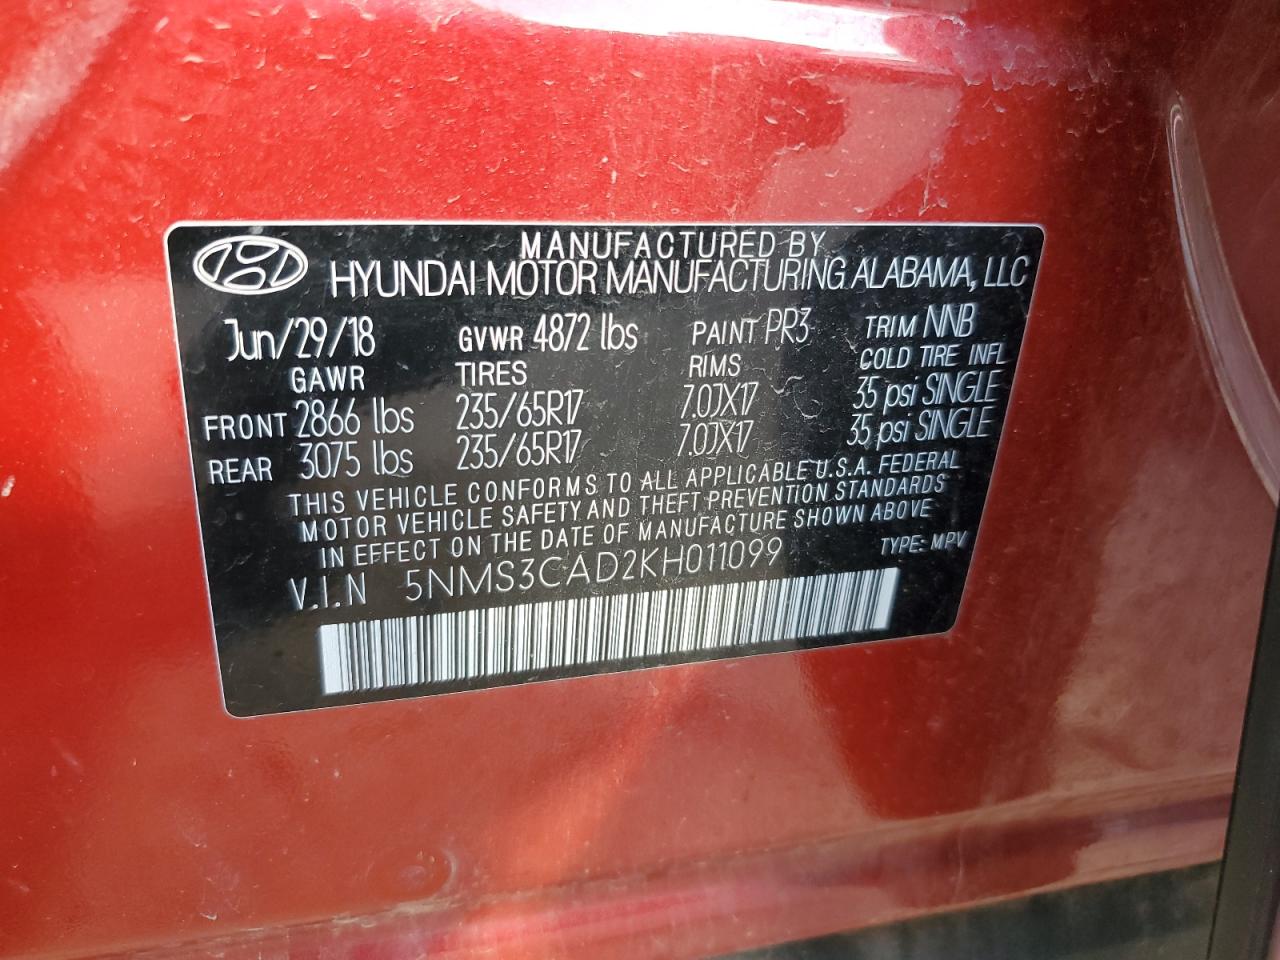 MANUFACTURED BY
HYUNDAI MOTOR MANUFACTURING ALABAMA, LLC
Jun/29/18 GVWR 4872 lbs PAINT PR3 TRIM NNB
GAWR TIRES RIMS COLD TIRE INFL
FRONT 2866 lbs 235/65R17 7.0JX17 35 psi SINGLE
REAR 3075 lbs 235/65R17 7.0JX17 35 psi SINGLE
THIS VEHICLE CONFORMS TO ALL APPLICABLE U.S.A. FEDERAL
MOTOR VEHICLE SAFETY AND THEFT PREVENTION STANDARDS
IN EFFECT ON THE DATE OF MANUFACTURE SHOWN ABOVE
V.I.N 5NMS3CAD2KH011099 TYPE: MPV